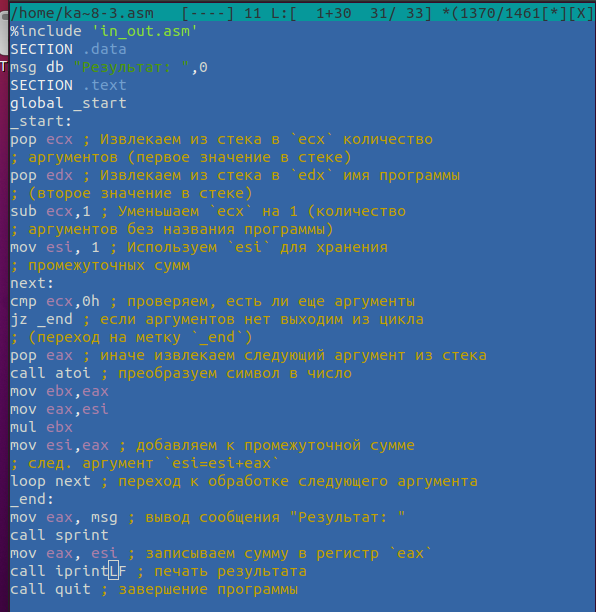 /home/ka~8-3.asm   [----] 11 L:[  1+30  31/ 33] *(1370/1461[*][X]
%include 'in_out.asm'
SECTION .data
msg db "Результат: ",0
SECTION .text
global _start
_start:
pop ecx ; Извлекаем из стека в `ecx` количество
; аргументов (первое значение в стеке)
pop edx ; Извлекаем из стека в `edx` имя программы
; (второе значение в стеке)
sub ecx,1 ; Уменьшаем `ecx` на 1 (количество
; аргументов без названия программы)
mov esi, 1 ; Используем `esi` для хранения
; промежуточных сумм
next:
cmp ecx,0h ; проверяем, есть ли еще аргументы
jz _end ; если аргументов нет выходим из цикла
; (переход на метку `_end`)
pop eax ; иначе извлекаем следующий аргумент из стека
call atoi ; преобразуем символ в число
mov ebx,eax
mov eax,esi
mul ebx
mov esi,eax ; добавляем к промежуточной сумме
; след. аргумент `esi=esi+eax`
loop next ; переход к обработке следующего аргумента
_end:
mov eax, msg ; вывод сообщения "Результат: "
call sprint
mov eax, esi ; записываем сумму в регистр `eax`
call iprintLF ; печать результата
call quit ; завершение программы